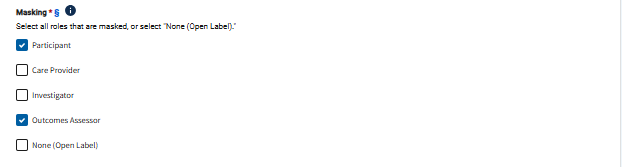 Masking * § i
Select all roles that are masked, or select "None (Open Label)."
Participant
Care Provider
Investigator
Outcomes Assessor
None (Open Label)